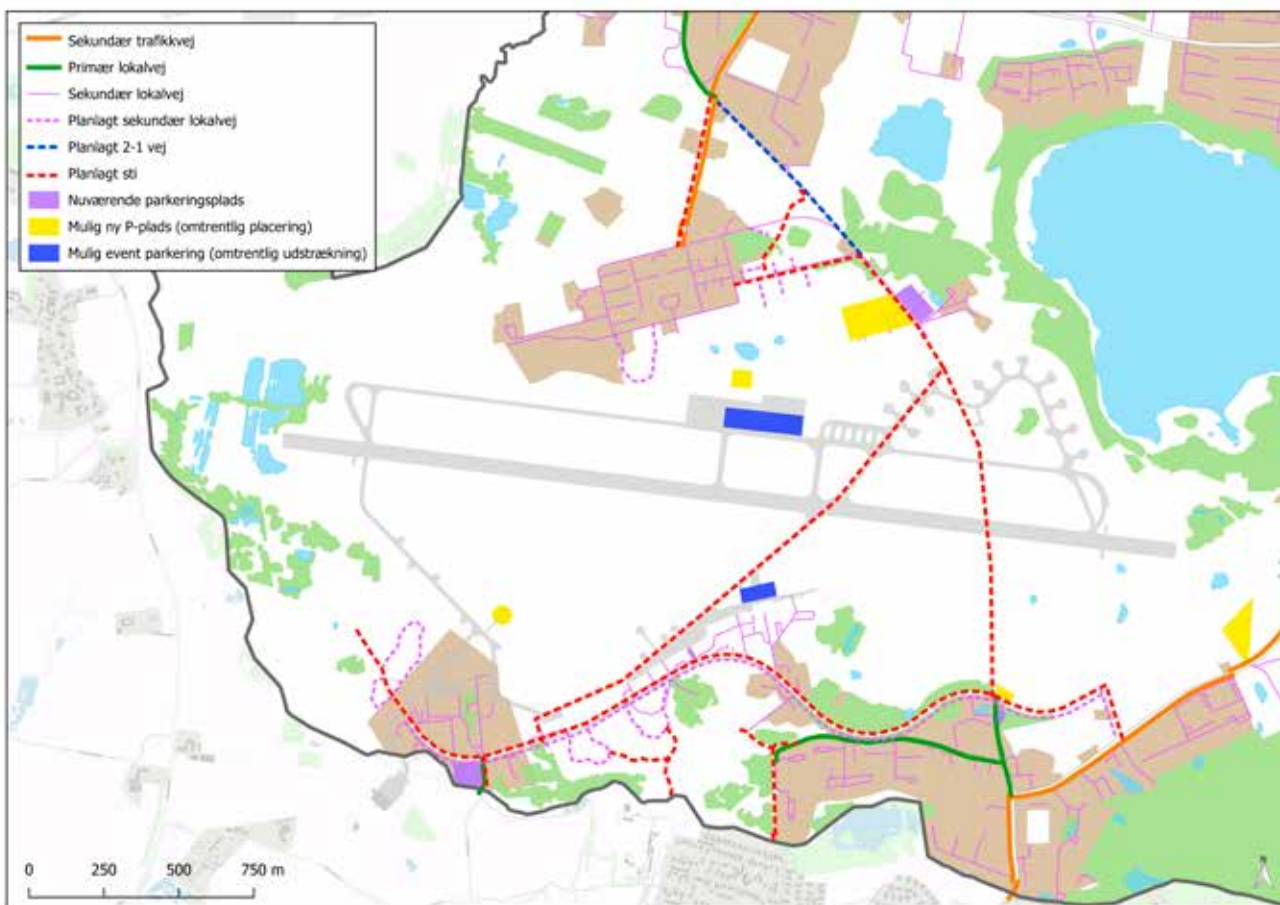 Sekundær trafikkvej
Primær lokalvej
Sekundær lokalvej
Planlagt sekundær lokalvej
Planlagt 2-1 vej
Planlagt sti
Nuværende parkeringsplads
Mulig ny P-plads (omtrentlig placering)
Mulig event parkering (omtrentlig udstrækning)
0 250 500 750 m